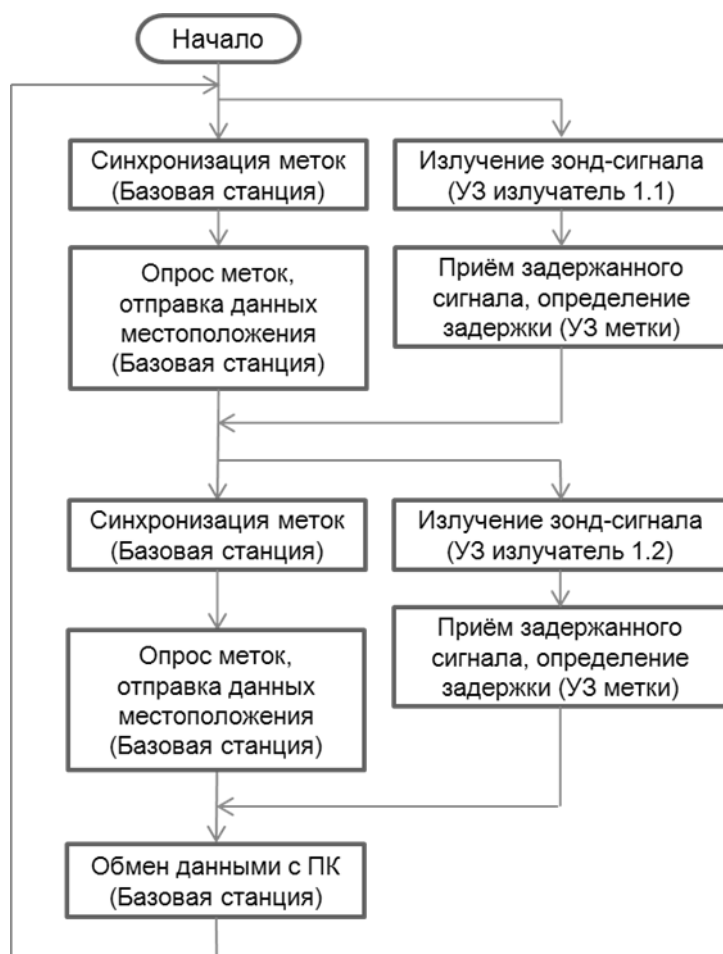 Начало
Синхронизация меток
(Базовая станция)
Излучение зонд-сигнала
(УЗ излучатель 1.1)
Опрос меток,
отправка данных
местоположения
(Базовая станция)
Приём задержанного
сигнала, определение
задержки (УЗ метки)
Синхронизация меток
(Базовая станция)
Излучение зонд-сигнала
(УЗ излучатель 1.2)
Опрос меток,
отправка данных
местоположения
(Базовая станция)
Приём задержанного
сигнала, определение
задержки (УЗ метки)
Обмен данными с ПК
(Базовая станция)